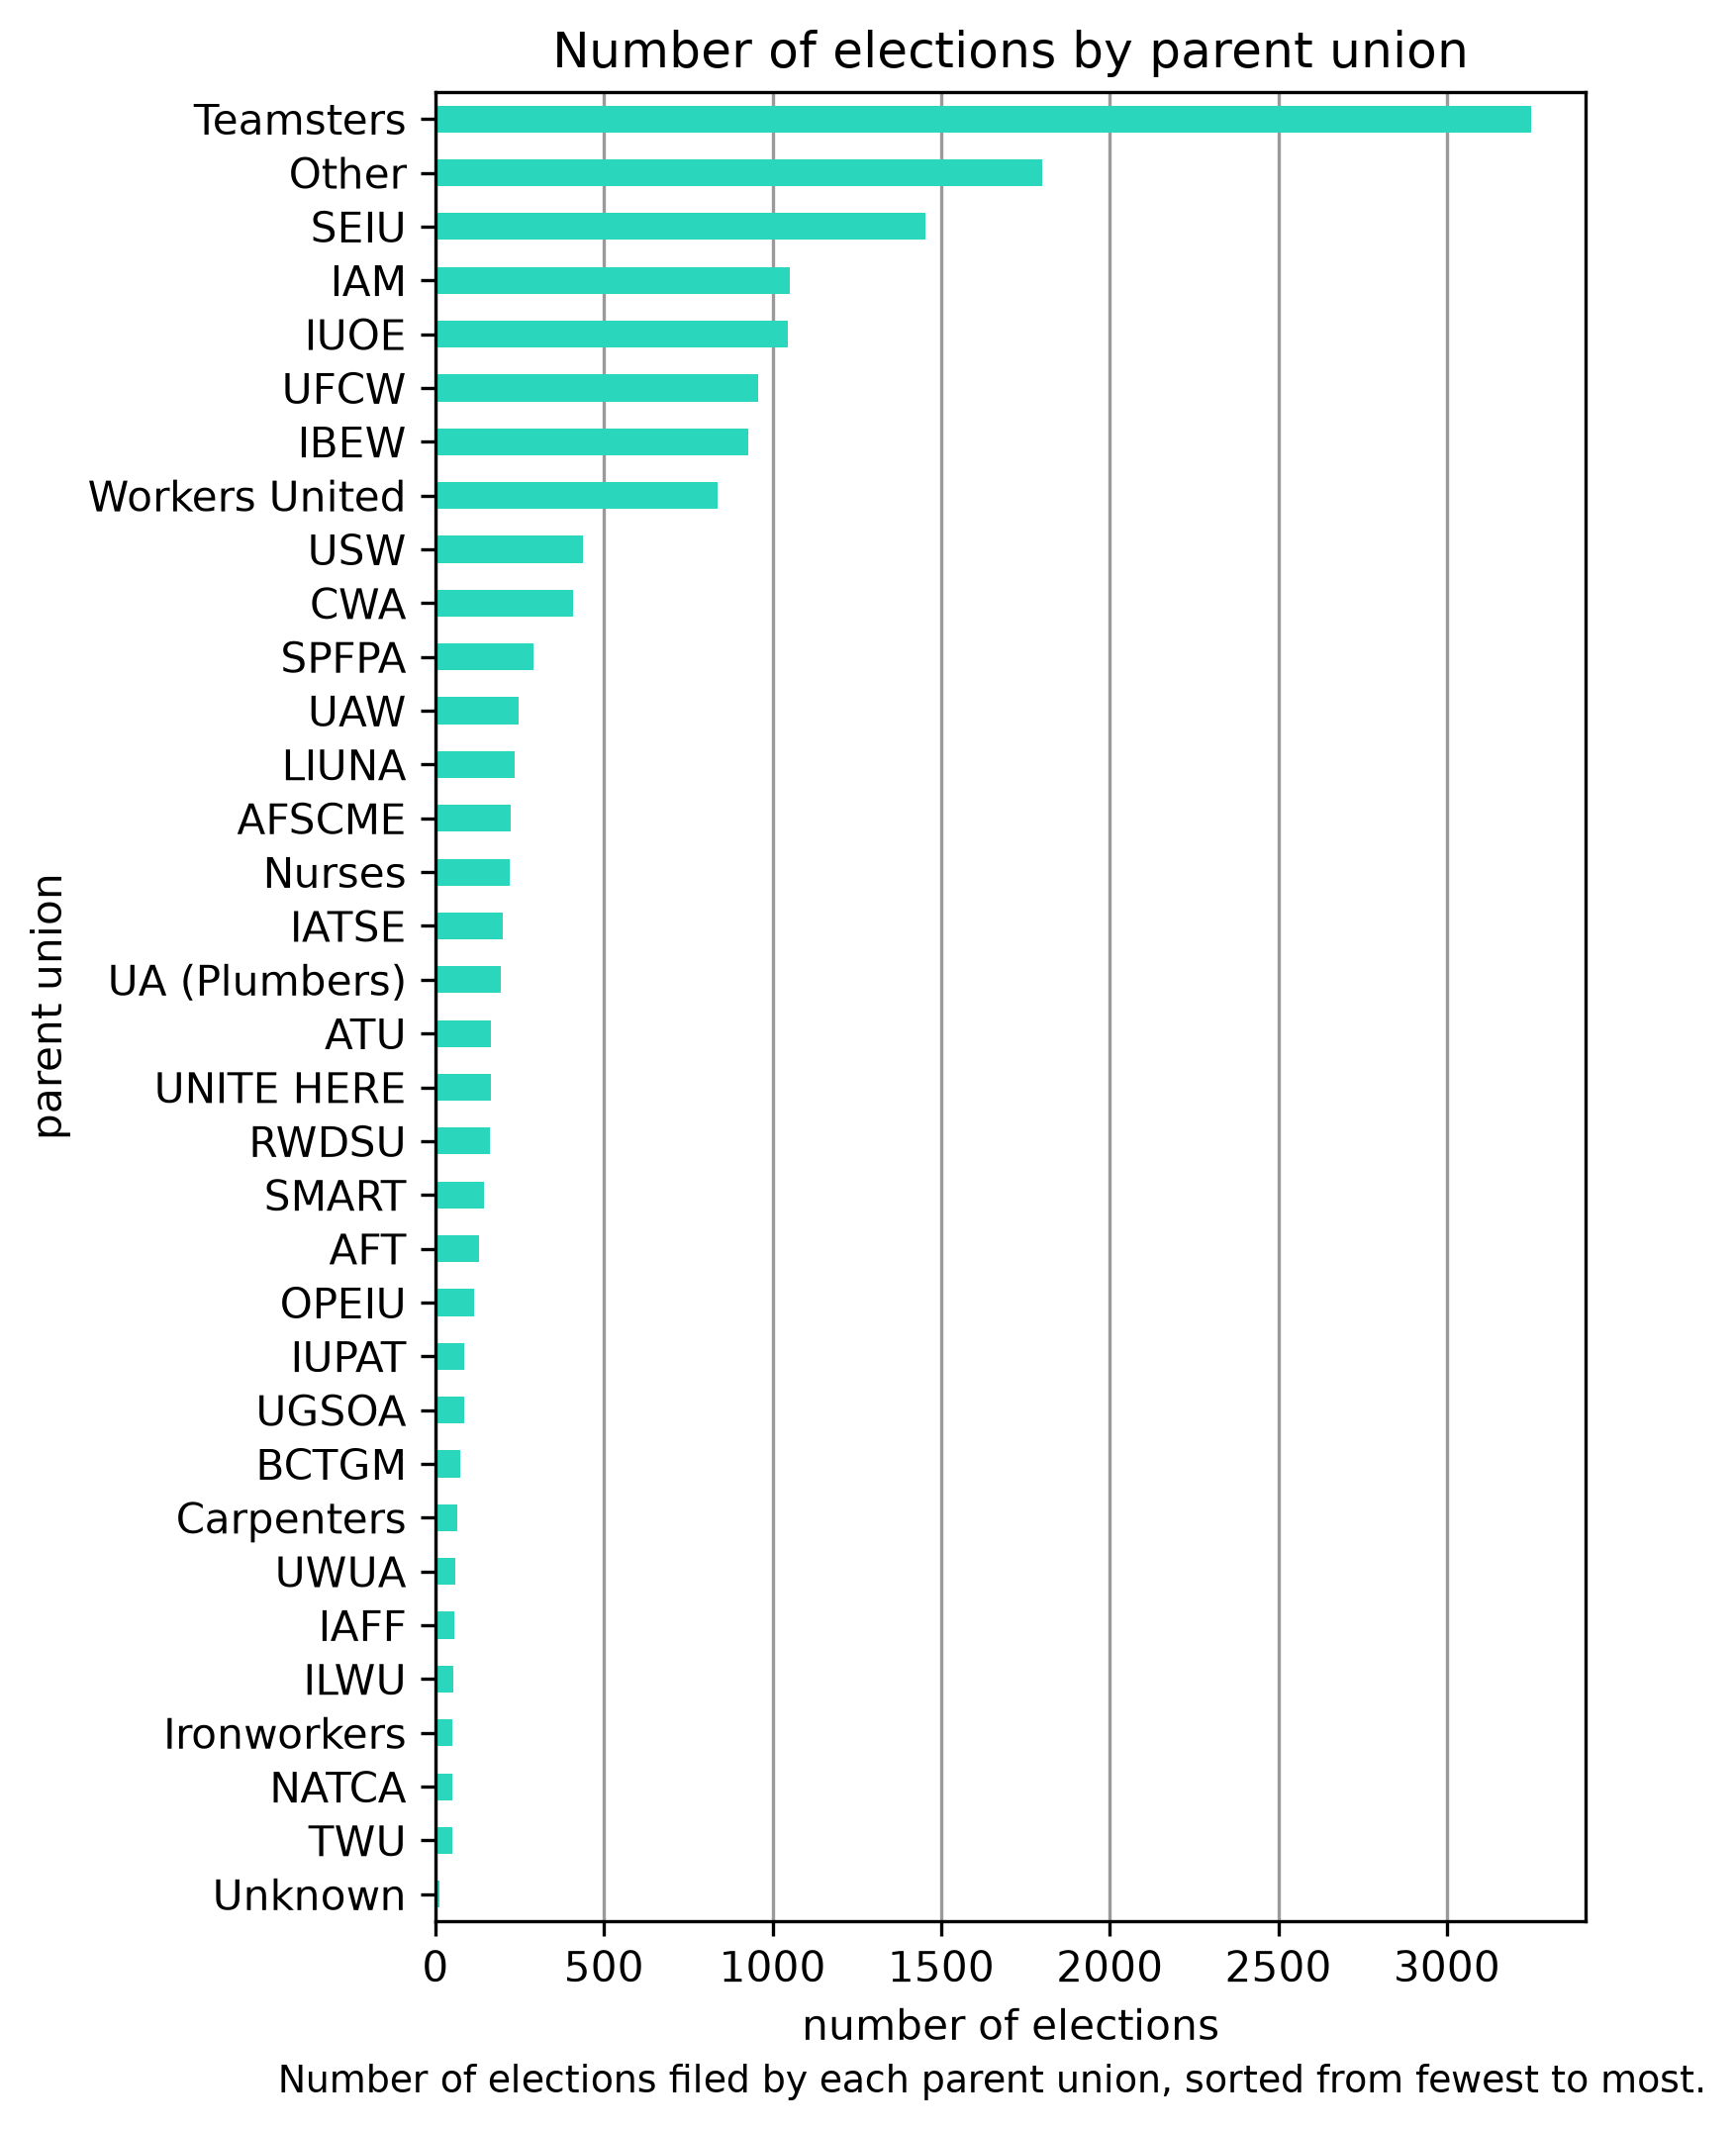 Number of elections by parent union
Teamsters
Other
SEIU
IAM
IUOE
UFCW
IBEW
Workers United
USW
CWA
SPFPA
UAW
LIUNA
AFSCME
Nurses
IATSE
UA (Plumbers)
ATU
UNITE HERE
RWDSU
SMART
AFT
OPEIU
IUPAT
UGSOA
BCTGM
Carpenters
UWUA
IAFF
ILWU
Ironworkers
NATCA
TWU
Unknown
parent union
0 500 1000 1500 2000 2500 3000
number of elections
Number of elections filed by each parent union, sorted from fewest to most.